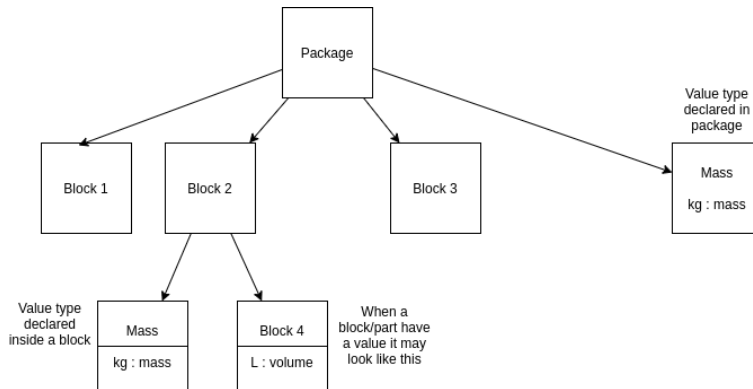 Package
Value type
declared in
package
Block 1
Block 2
Block 3
Mass
kg : mass
Value type
declared
inside a block
Mass
kg : mass
Block 4
L : volume
When a
block/part have
a value it may
look like this